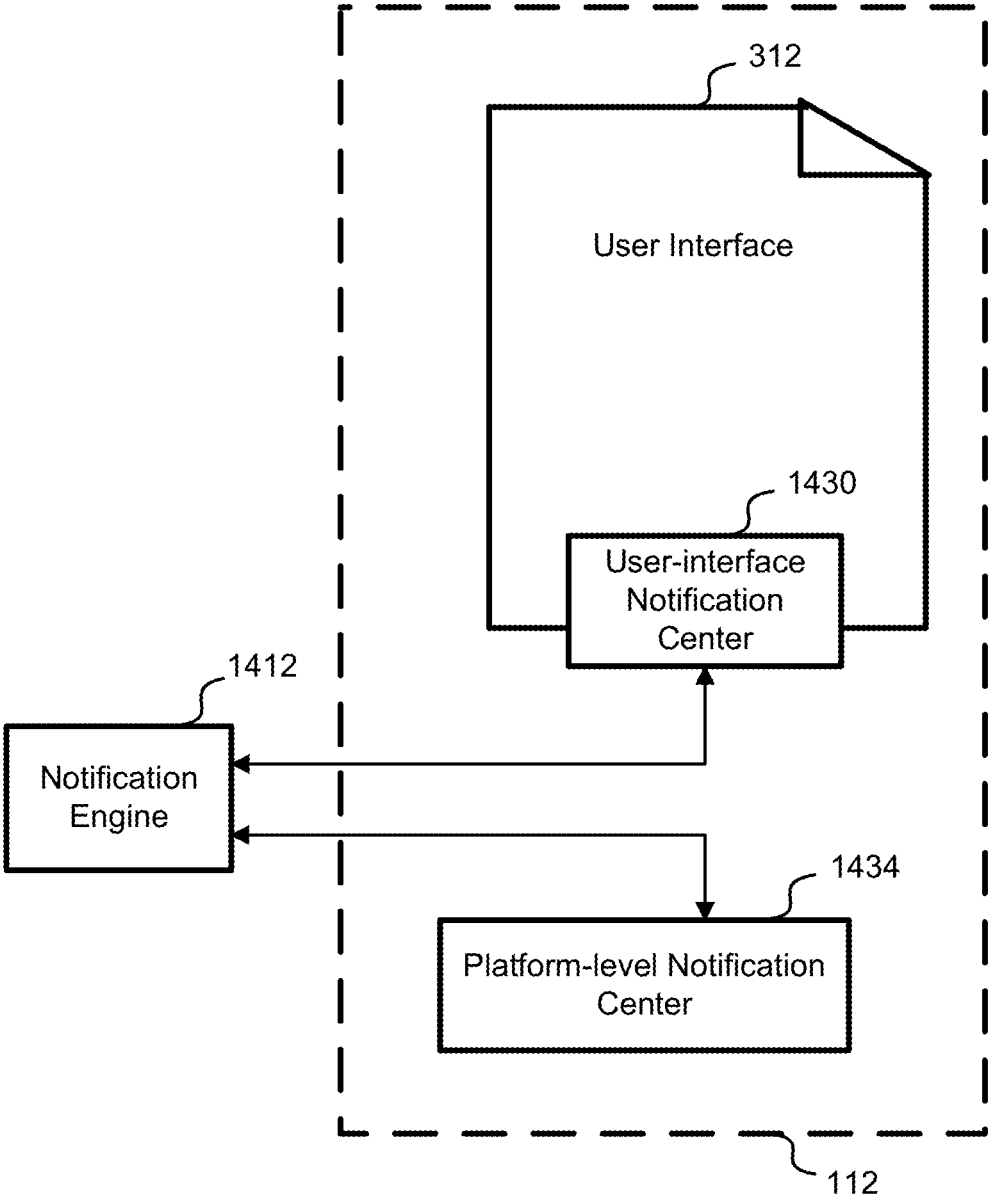 312
User Interface
1430
User-interface
Notification
Center
1412
Notification
Engine
1434
Platform-level Notification
Center
112